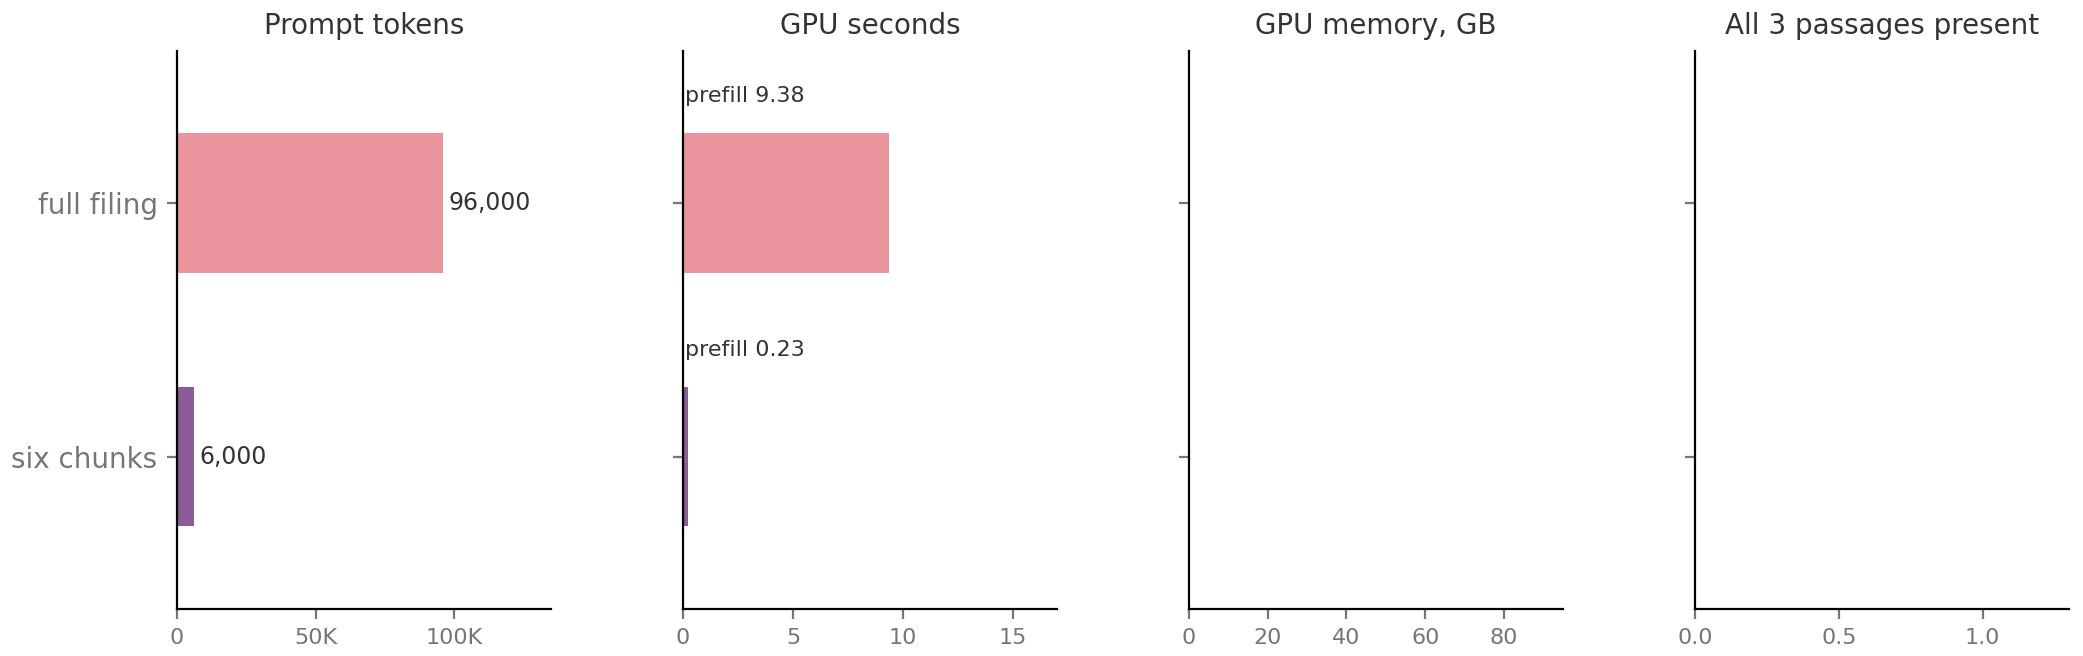 Prompt tokens
GPU seconds
GPU memory, GB
All 3 passages present
full filing
six chunks
96,000
6,000
prefill 9.38
prefill 0.23
0 50K 100K
0 5 10 15
0 20 40 60 80
0.0 0.5 1.0